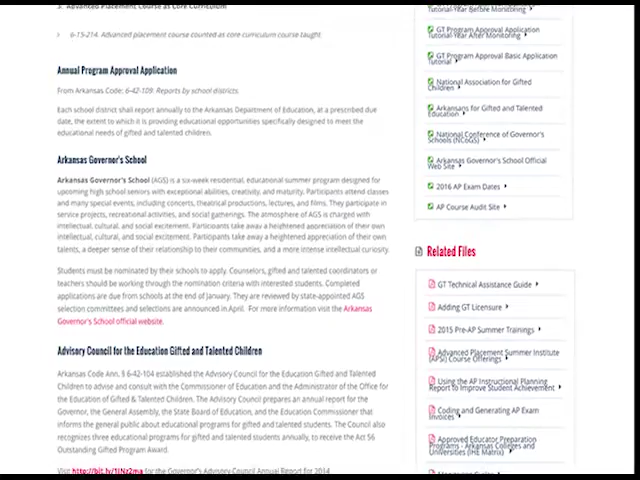 9. Advanced Placement Course as Core Curriculum
6-15-214. Advanced placement course counted as core curriculum course taught.
Annual Program Approval Application
From Arkansas Code: 6-42-109. Reports by school districts.
Each school district shall report annually to the Arkansas Department of Education, at a prescribed due
date, the extent to which it is providing educational opportunities specifically designed to meet the
educational needs of gifted and talented children.
Arkansas Governor's School
Arkansas Governor's School (AGS) is a six-week residential, educational summer program designed for
upcoming high school seniors with exceptional abilities, creativity, and maturity. Participants attend classes
and many special events, including concerts, theatrical productions, lectures, and films. They participate in
service projects, recreational activities, and social gatherings. The atmosphere of AGS is charged with
intellectual, cultural, and social excitement. Participants take away a heightened appreciation of their own
intellectual, cultural, and social excitement. Participants take away a heightened appreciation of their own
talents, a deeper sense of their relationship to their communities, and a more intense intellectual curiosity.
Students must be nominated by their schools to apply. Counselors, gifted and talented coordinators or
teachers should be working through the nomination criteria with interested students. Completed
applications are due from schools at the end of January. They are reviewed by state-appointed AGS
selection committees and selections are announced in April. For more information visit the Arkansas
Governor's School official website.
Advisory Council for the Education Gifted and Talented Children
Arkansas Code Ann. § 6-42-104 established the Advisory Council for the Education of Gifted and Talented
Children to advise and consult with the Commissioner of Education and the Administrator of the Office for
the Education of Gifted & Talented Children. The Advisory Council prepares an annual report for the
Governor, the General Assembly, the State Board of Education, and the Education Commissioner that
informs the general public about educational programs for gifted and talented students. The Council also
recognizes three educational programs for gifted and talented students annually, to receive the Act 56
Outstanding Gifted Program Award.
Visit http://bit.ly/1INz2ma for the Governor's Advisory Council Annual Report for 2014
Tutorial-Year Before Monitoring
GT Program Approval Application
Tutorial-Year After Monitoring
GT Program Approval Basic Application
Tutorial
National Association for Gifted
Children
Arkansans for Gifted and Talented
Education
National Conference of Governor's
Schools (NCoGS)
Arkansas Governor's School Official
Web Site
2016 AP Exam Dates
AP Course Audit Site
Related Files
GT Technical Assistance Guide
Adding GT Licensure
2015 Pre-AP Summer Trainings
Advanced Placement Summer Institute
(APSI) Course Offerings
Using the AP Instructional Planning
Report to Improve Student Achievement
Coding and Generating AP Exam
Invoices
Approved Educator Preparation
Programs - Arkansas Colleges and
Universities (IHE Matrix)